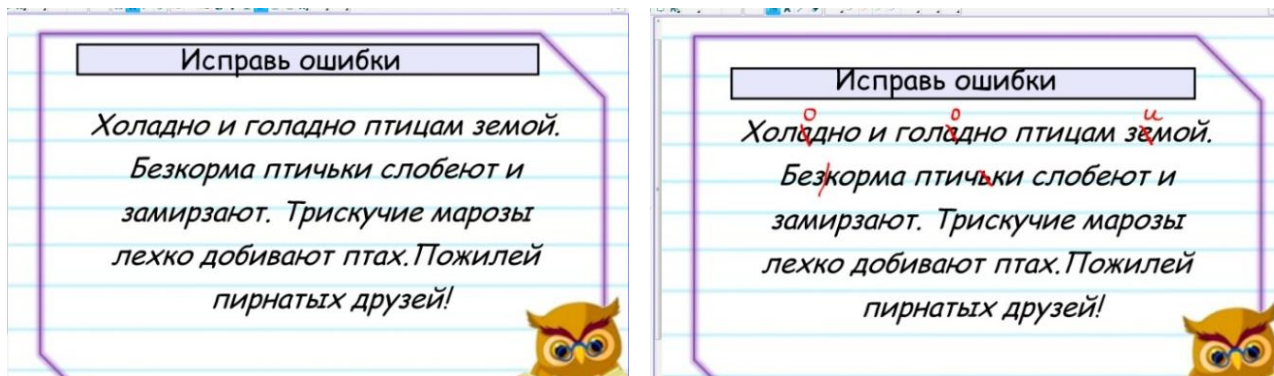 Исправь ошибки
Холадно и голадно птицам земой.
Безкорма птичьки слобеют и
замирзают. Трискучие марозы
лехко добивают птах.Пожилей
пирнатых друзей!
Исправь ошибки
о о и
Холадно и голадно птицам земой.
Безкорма птичьки слобеют и
замирзают. Трискучие марозы
лехко добивают птах.Пожилей
пирнатых друзей!